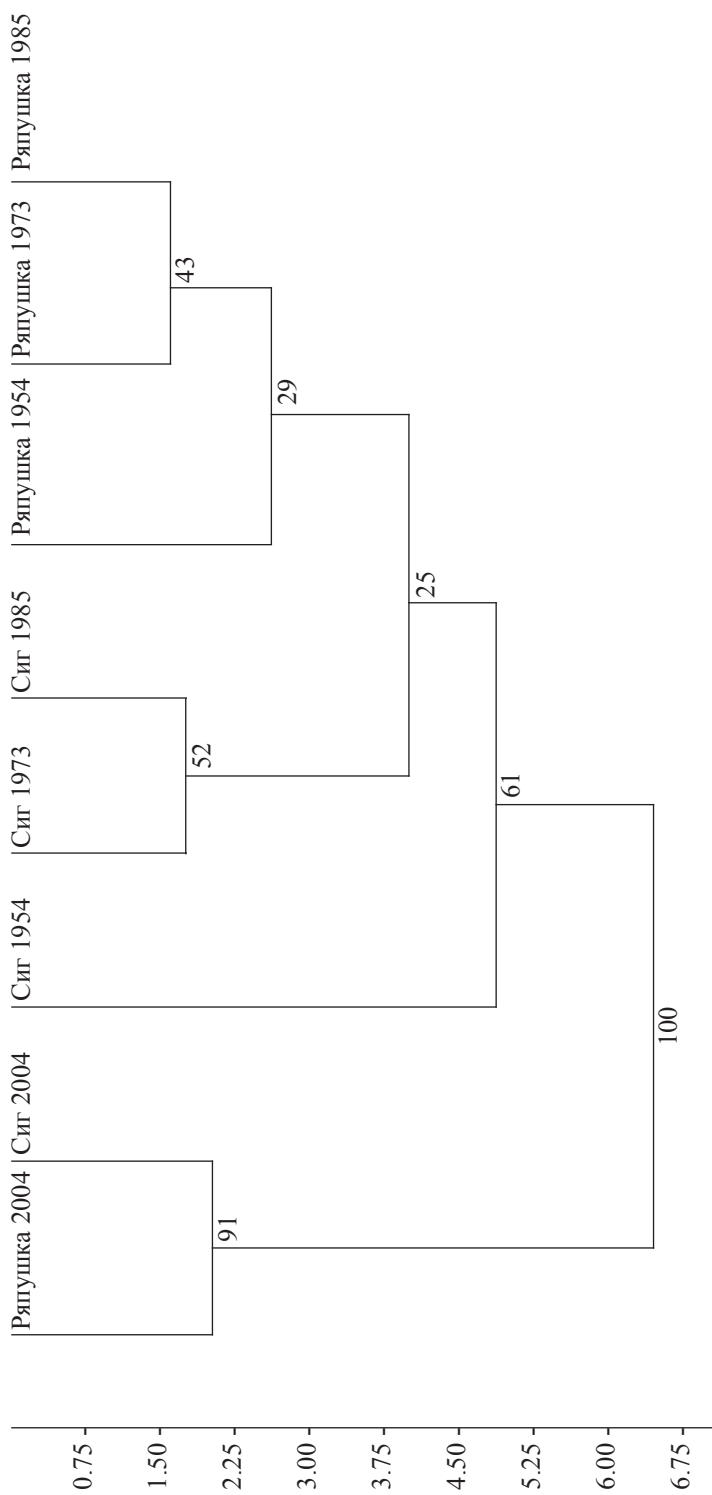 Ряпушка 2004
Сиг 2004
Сиг 1954
Сиг 1973
Сиг 1985
Ряпушка 1954
Ряпушка 1973
Ряпушка 1985
91
52
43
29
25
61
100
0.75
1.50
2.25
3.00
3.75
4.50
5.25
6.00
6.75